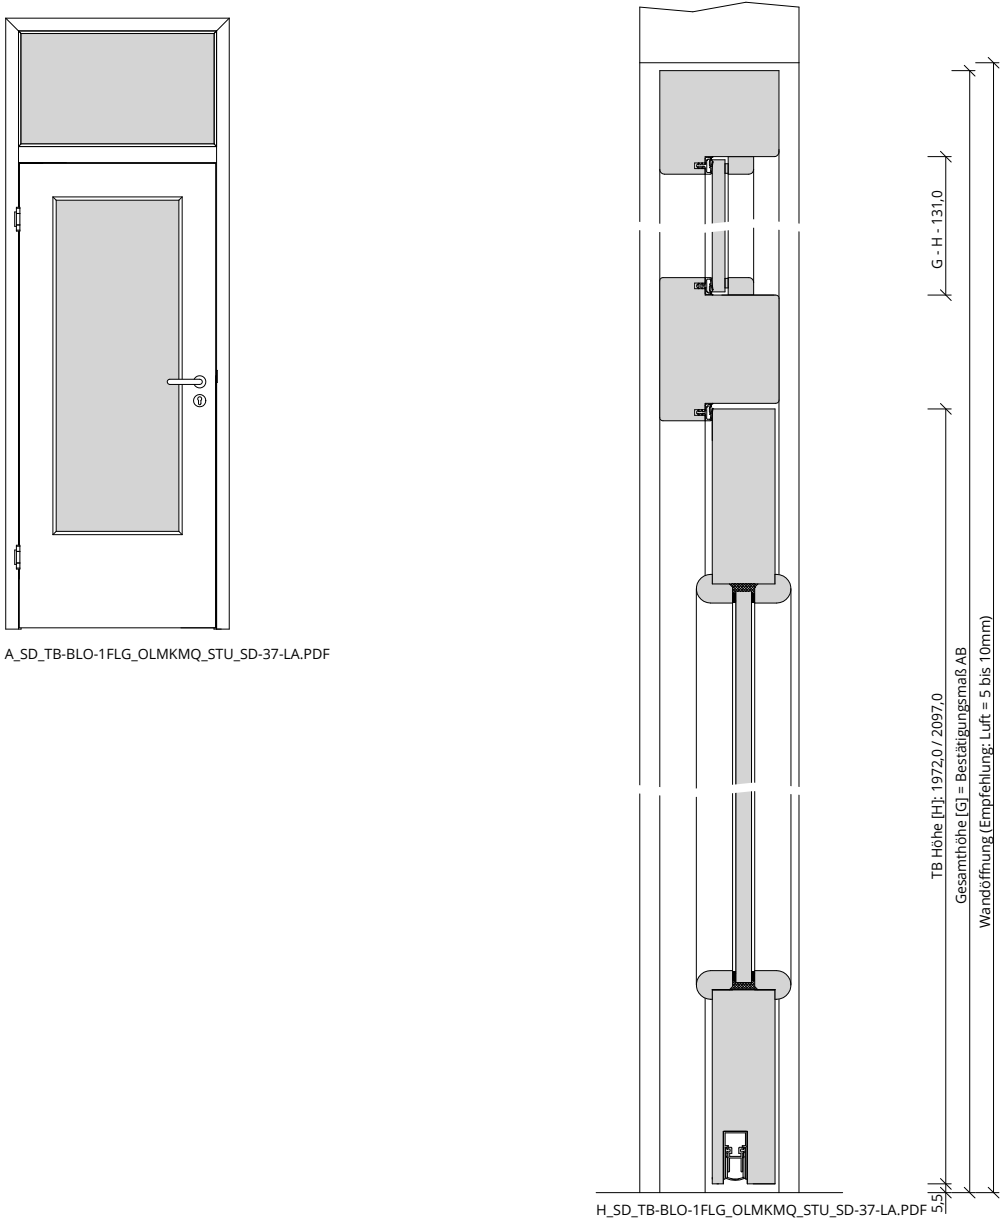 A_SD_TB-BLO-1FLG_OLMKMQ_STU_SD-37-LA.PDF
G - H - 131,0
TB Höhe [H]: 1972,0 / 2097,0
Gesamthöhe [G] = Bestätigungsmaß AB
Wandöffnung (Empfehlung: Luft = 5 bis 10mm)
5,5
H_SD_TB-BLO-1FLG_OLMKMQ_STU_SD-37-LA.PDF